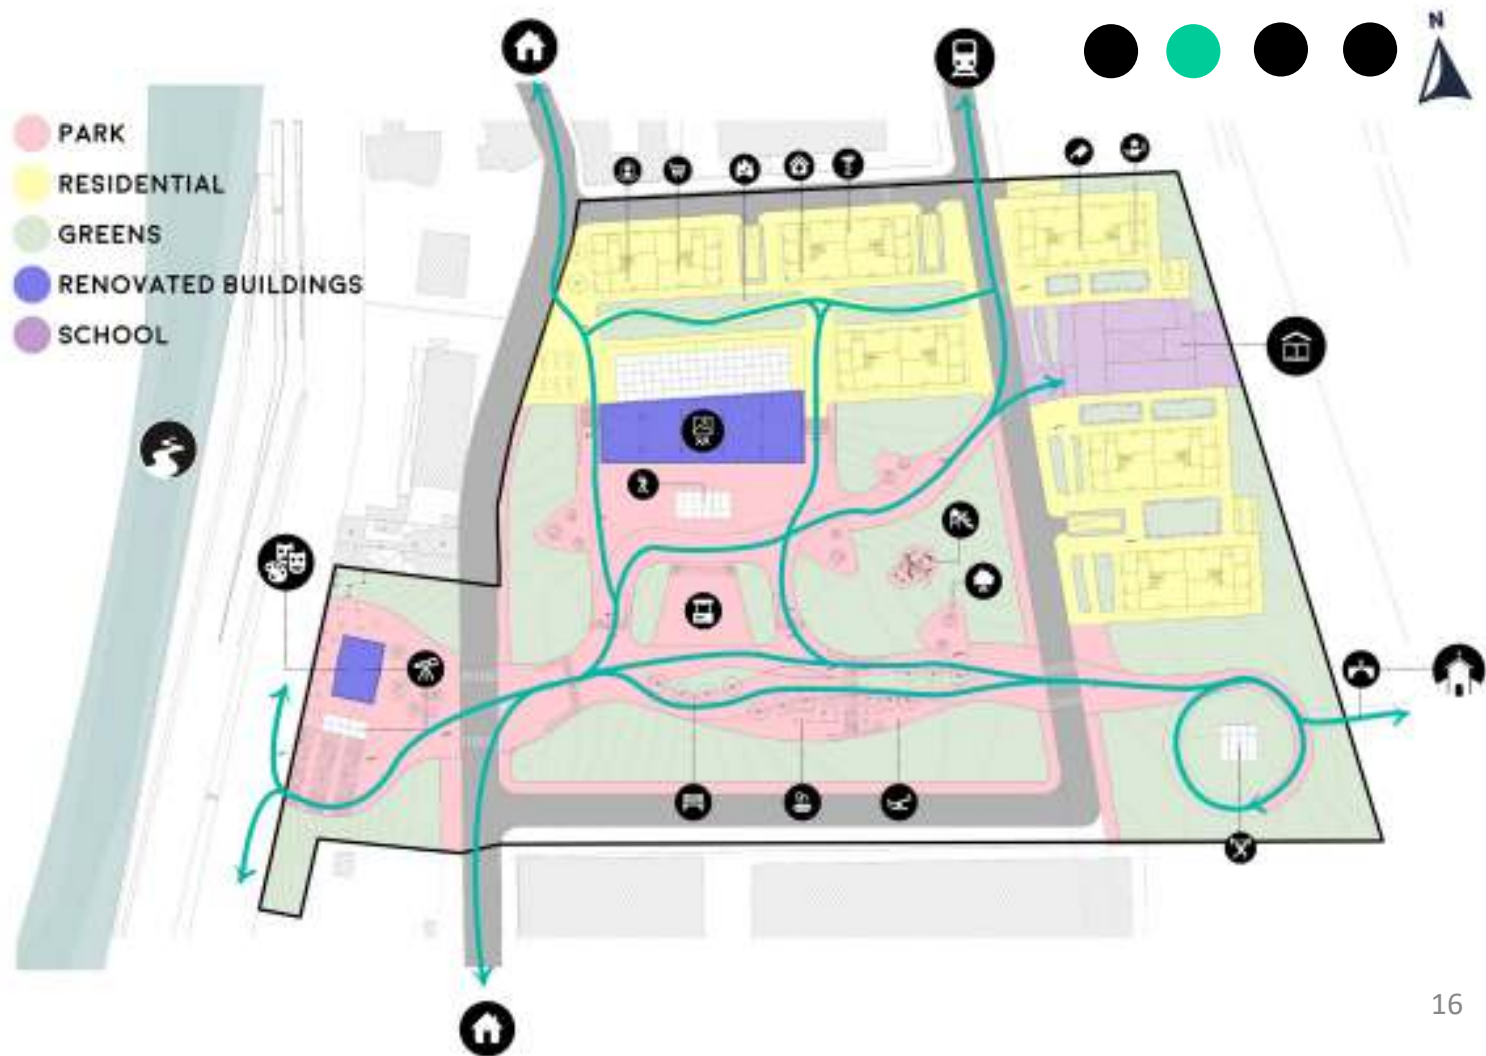 N
PARK
RESIDENTIAL
GREENS
RENOVATED BUILDINGS
SCHOOL
16